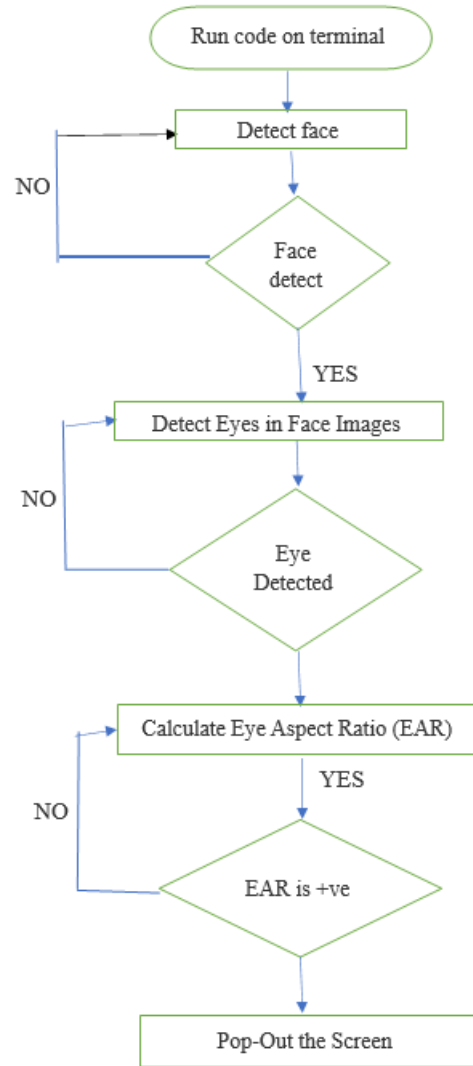 Run code on terminal
Detect face
NO
Face
detect
YES
Detect Eyes in Face Images
NO
Eye
Detected
Calculate Eye Aspect Ratio (EAR)
YES
NO
EAR is +ve
Pop-Out the Screen